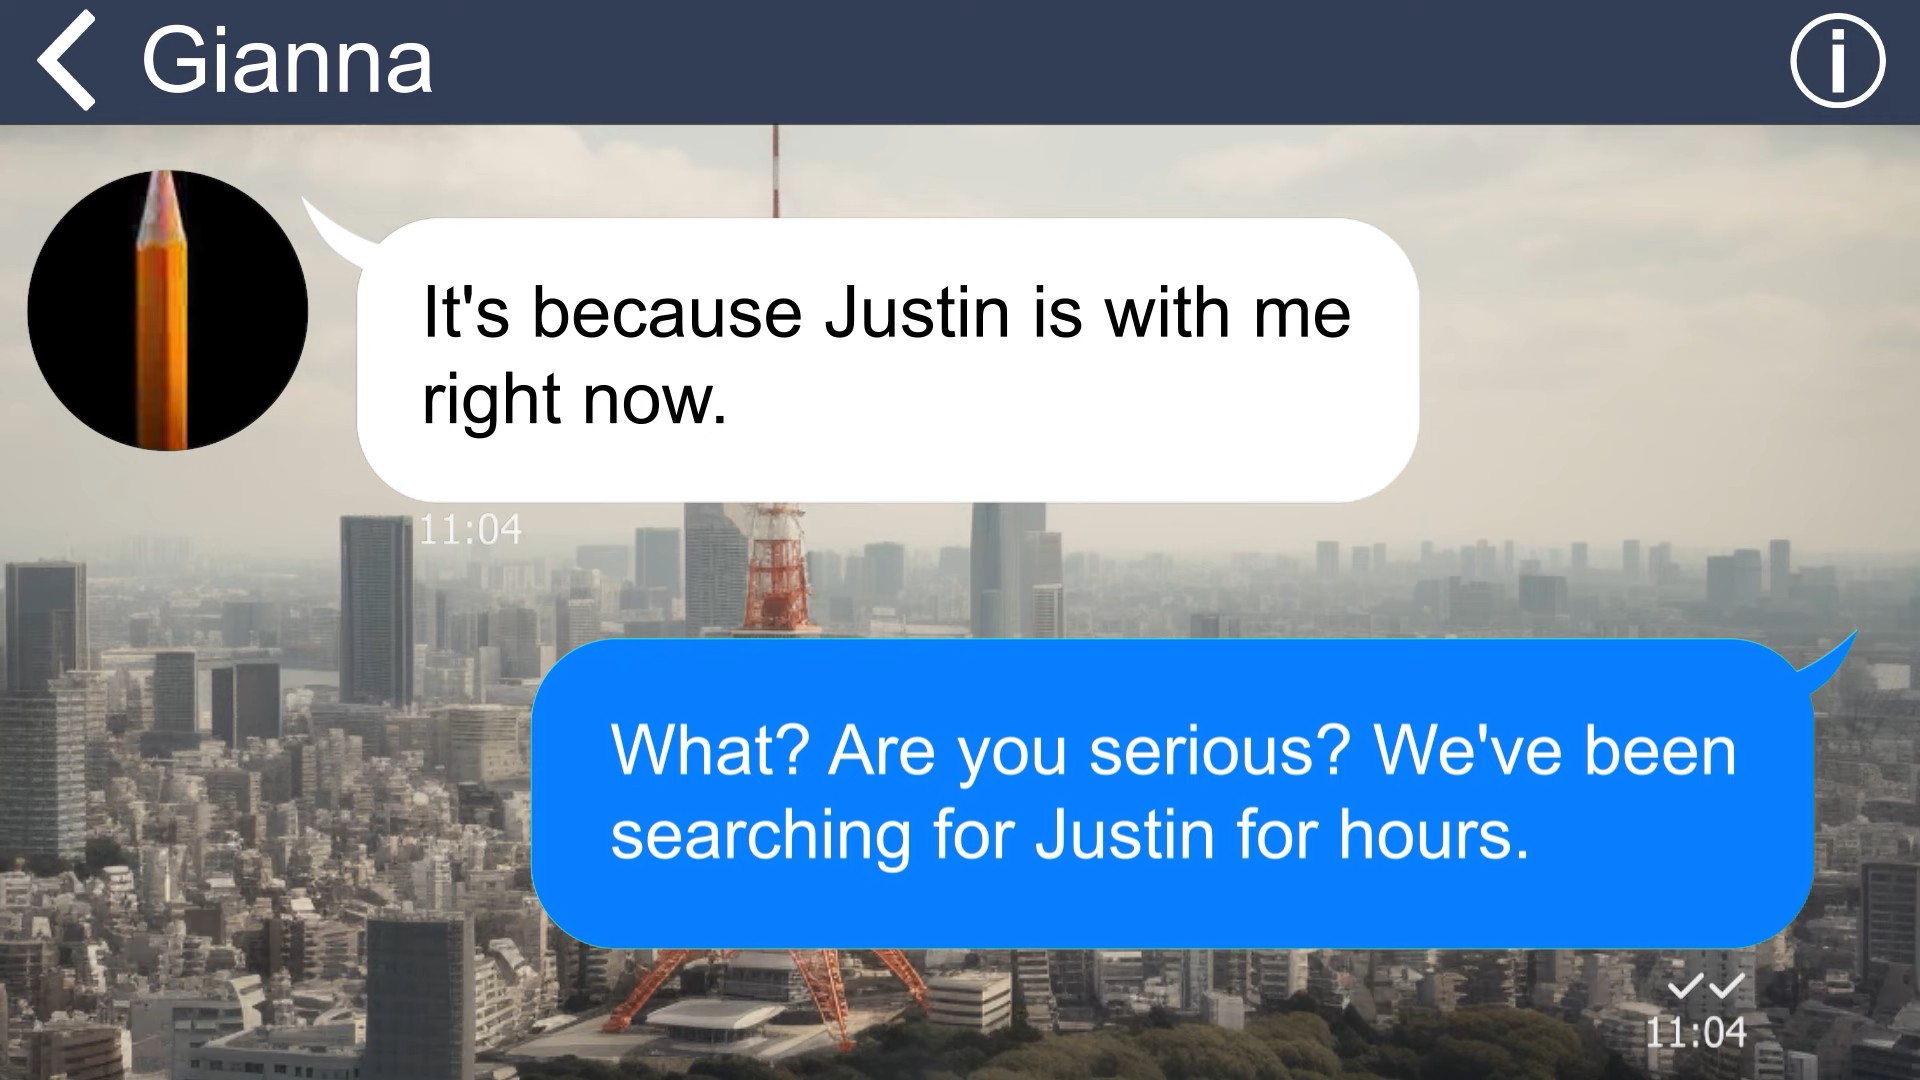 Gianna
It's because Justin is with me
right now.
11:04
What? Are you serious? We've been
searching for Justin for hours.
11:04